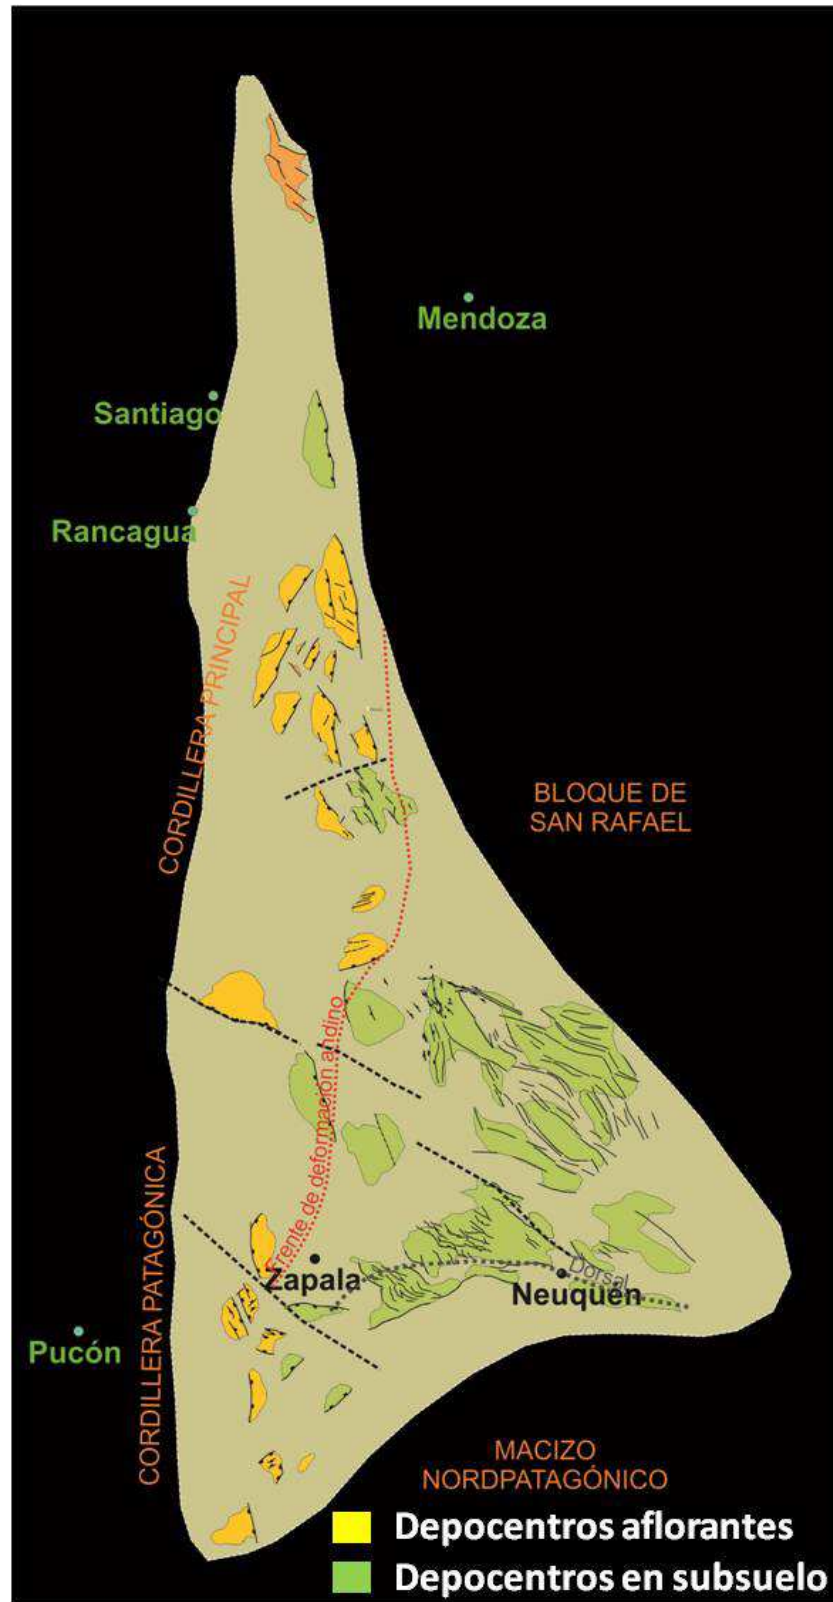 Mendoza
Santiago
Rancagua
CORDILLERA PRINCIPAL
BLOQUE DE
SAN RAFAEL
Frente de deformación andino
CORDILLERA PATAGÓNICA
Zapala
Dorsal
Neuquén
Pucón
MACIZO
NORDPATAGÓNICO
Depocentros aflorantes
Depocentros en subsuelo